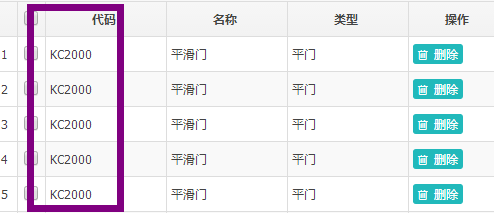 代码 名称 类型 操作
1 KC2000 平滑门 平门 删除
2 KC2000 平滑门 平门 删除
3 KC2000 平滑门 平门 删除
4 KC2000 平滑门 平门 删除
5 KC2000 平滑门 平门 删除